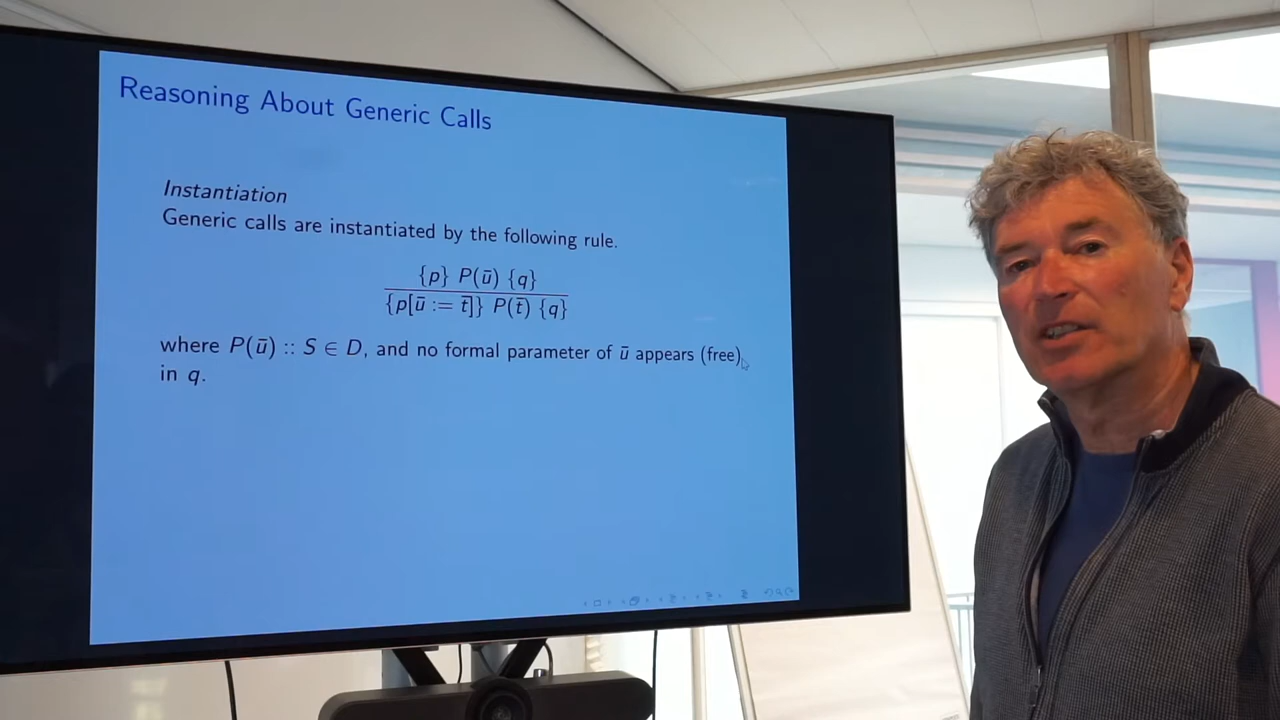 Reasoning About Generic Calls
Instantiation
Generic calls are instantiated by the following rule.
{p} P(ū) {q}
{p[ū := t̄]} P(t̄) {q}
where P(ū) :: S ∈ D, and no formal parameter of ū appears (free)
in q.